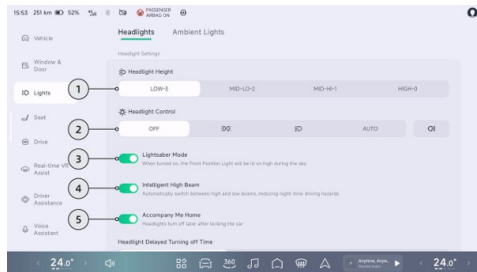 15:53 251 km 52% PASSENGER AIRBAG ON
Headlights Ambient Lights
Vehicle
Headlight Settings
Window & Door
Headlight Height
Lights
1 LOW-3 MID-LO-2 MID-HI-1 HIGH-0
Headlight Control
Seat
2 OFF AUTO
Drive
Lightsaber Mode
3 When turned on, the Front Position Light will be lit on high during the day
Real-time VR Assist
Intelligent High Beam
4 Automatically switch between high and low beams, reducing night-time driving hazards
Driver Assistance
Accompany Me Home
5 Headlights turn off later after locking the car
Voice Assistant
Headlight Delayed Turning off Time
24.0° 360 Anytime, Anyw, 24.0°